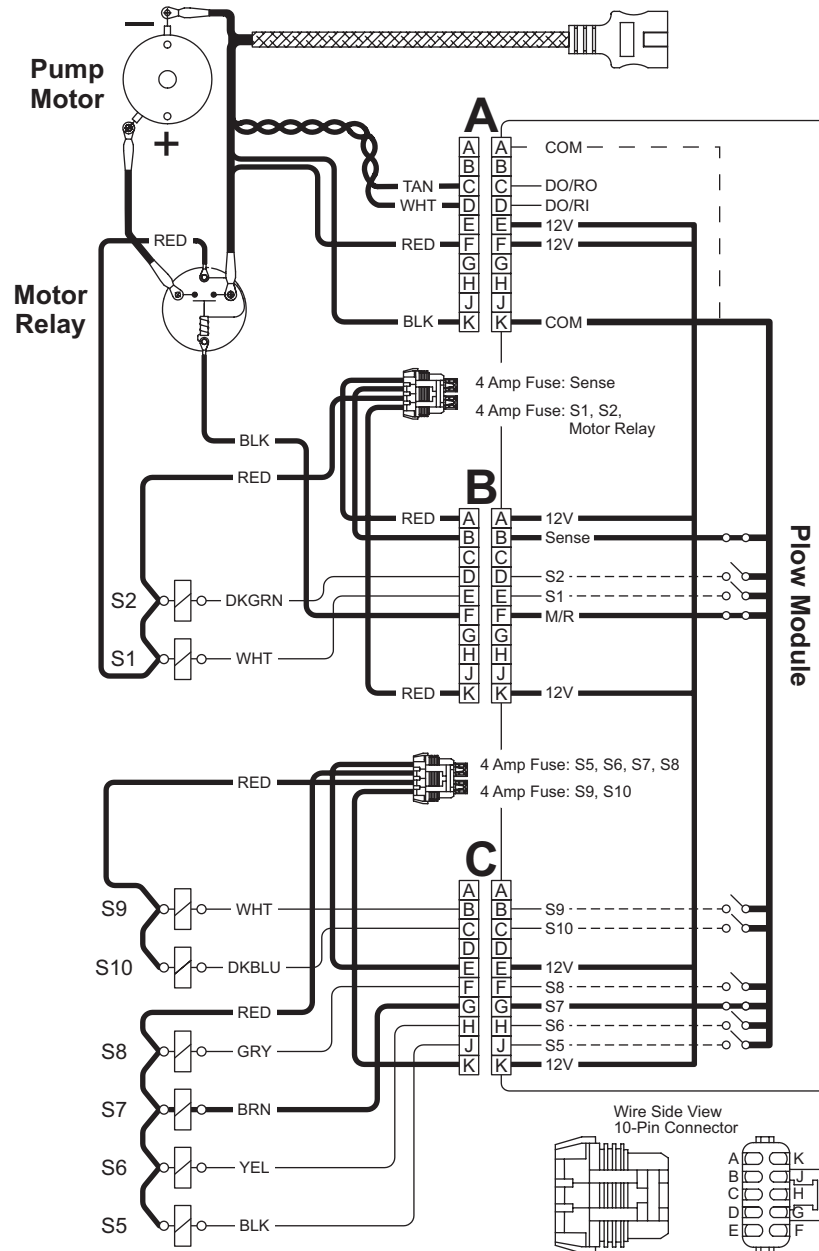 −
Pump
Motor
+
RED
Motor
Relay
TAN
WHT
RED
BLK
A
A A COM
B B
C C DO/RO
D D DO/RI
E E 12V
F F 12V
G G
H H
J J
K K COM
4 Amp Fuse: Sense
4 Amp Fuse: S1, S2,
Motor Relay
BLK
RED
B
RED A A 12V
B B Sense
C C
D D S2
E E S1
F F M/R
G G
H H
J J
RED K K 12V
S2 DKGRN
S1 WHT
Plow Module
4 Amp Fuse: S5, S6, S7, S8
4 Amp Fuse: S9, S10
RED
C
A A
B B S9
C C S10
D D
E E 12V
F F S8
G G S7
H H S6
J J S5
K K 12V
S9 WHT
S10 DKBLU
RED
S8 GRY
S7 BRN
S6 YEL
S5 BLK
Wire Side View
10-Pin Connector
A K
B J
C H
D G
E F